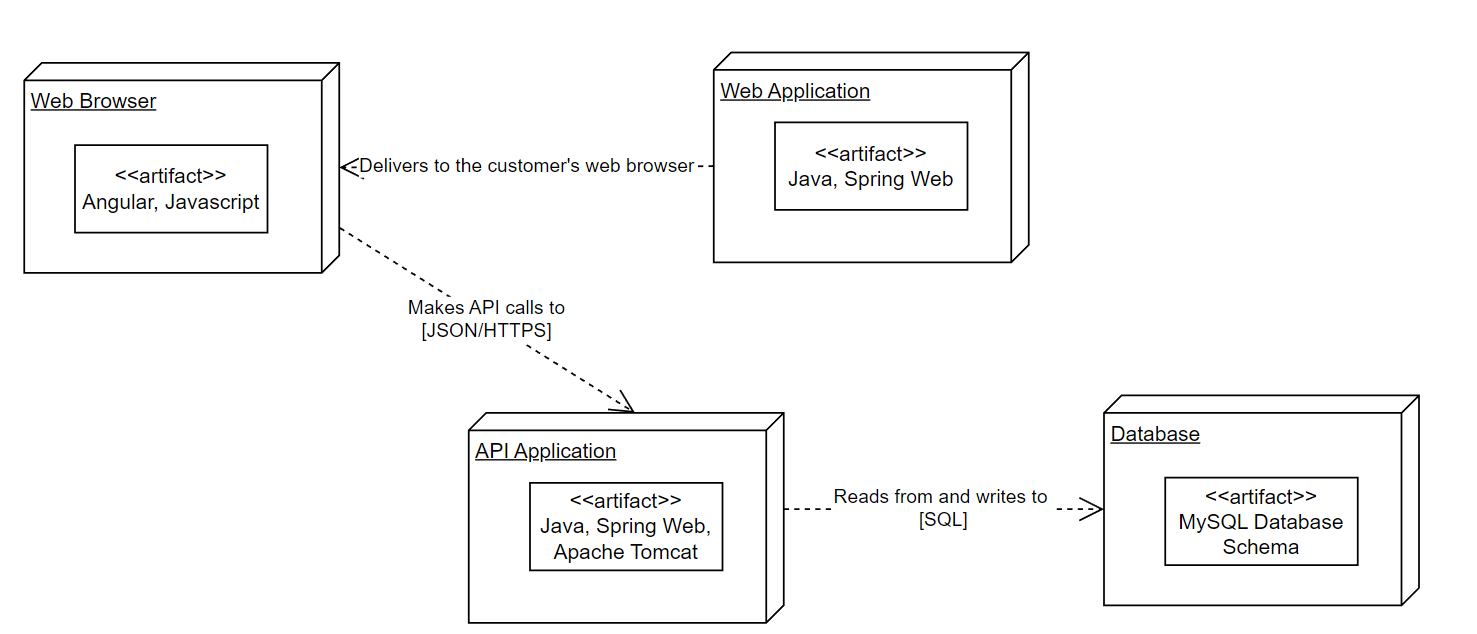 Web Browser
<<artifact>>
Angular, Javascript
Delivers to the customer's web browser
Web Application
<<artifact>>
Java, Spring Web
Makes API calls to
[JSON/HTTPS]
API Application
<<artifact>>
Java, Spring Web,
Apache Tomcat
Reads from and writes to
[SQL]
Database
<<artifact>>
MySQL Database
Schema